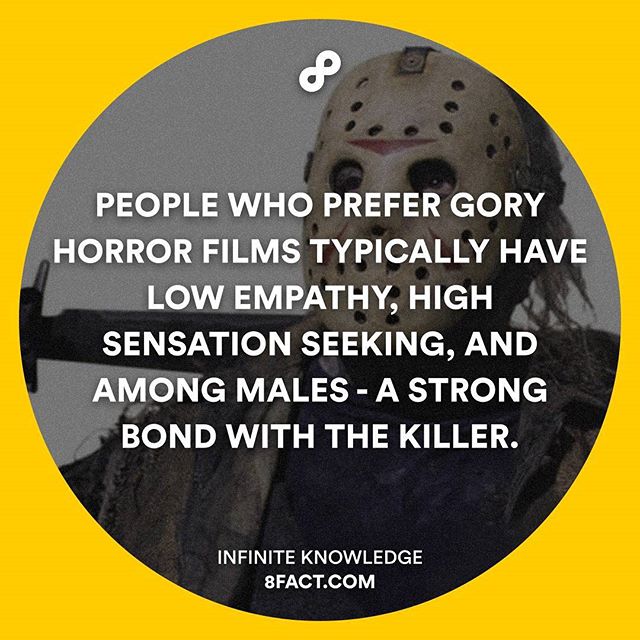 PEOPLE WHO PREFER GORY
HORROR FILMS TYPICALLY HAVE
LOW EMPATHY, HIGH
SENSATION SEEKING, AND
AMONG MALES - A STRONG
BOND WITH THE KILLER.
INFINITE KNOWLEDGE
8FACT.COM